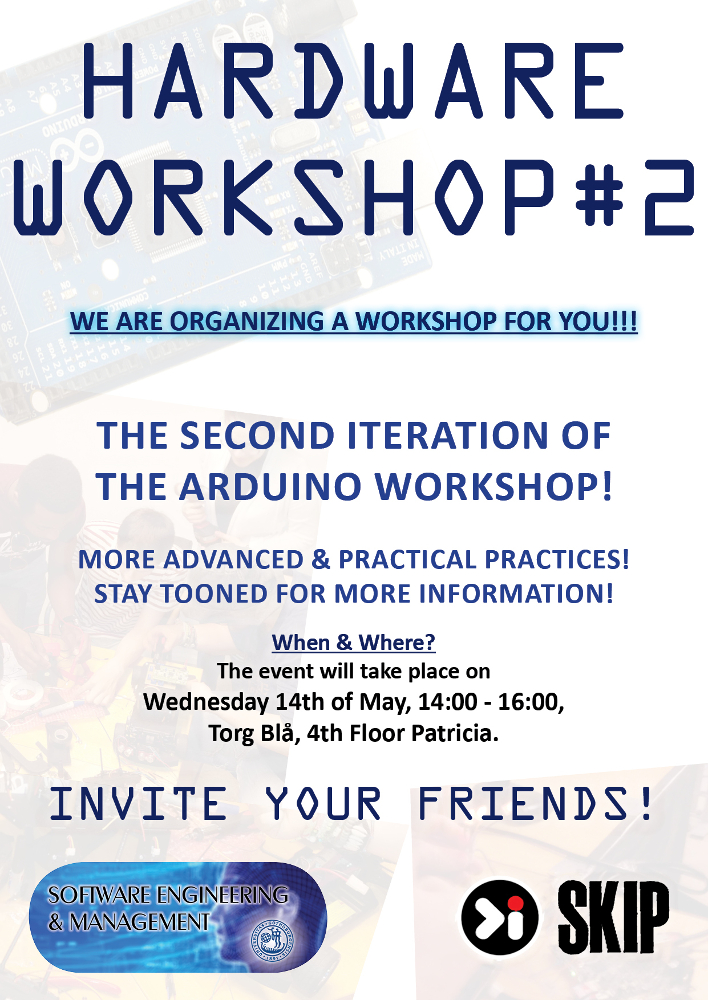 HARDWARE
WORKSHOP#2
WE ARE ORGANIZING A WORKSHOP FOR YOU!!!
THE SECOND ITERATION OF
THE ARDUINO WORKSHOP!
MORE ADVANCED & PRACTICAL PRACTICES!
STAY TOONED FOR MORE INFORMATION!
When & Where?
The event will take place on
Wednesday 14th of May, 14:00 - 16:00,
Torg Blå, 4th Floor Patricia.
INVITE YOUR FRIENDS!
SOFTWARE ENGINEERING
& MANAGEMENT
SKIP